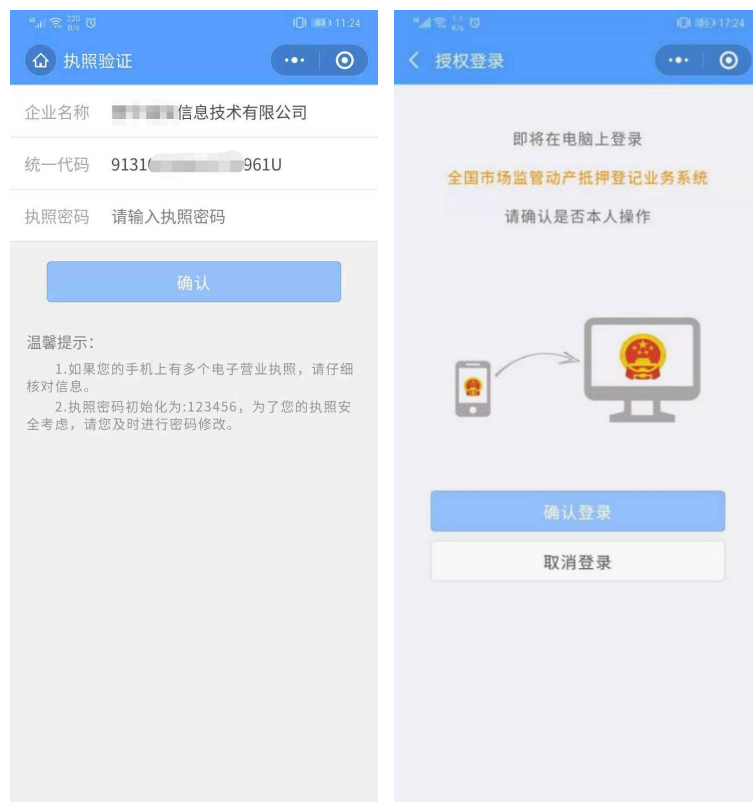 220
B/s
11:24
执照验证
企业名称 信息技术有限公司
统一代码 9131 961U
执照密码 请输入执照密码
确认
温馨提示：
1.如果您的手机上有多个电子营业执照，请仔细
核对信息。
2.执照密码初始化为:123456，为了您的执照安
全考虑，请您及时进行密码修改。
17:24
授权登录
即将在电脑上登录
全国市场监管动产抵押登记业务系统
请确认是否本人操作
确认登录
取消登录